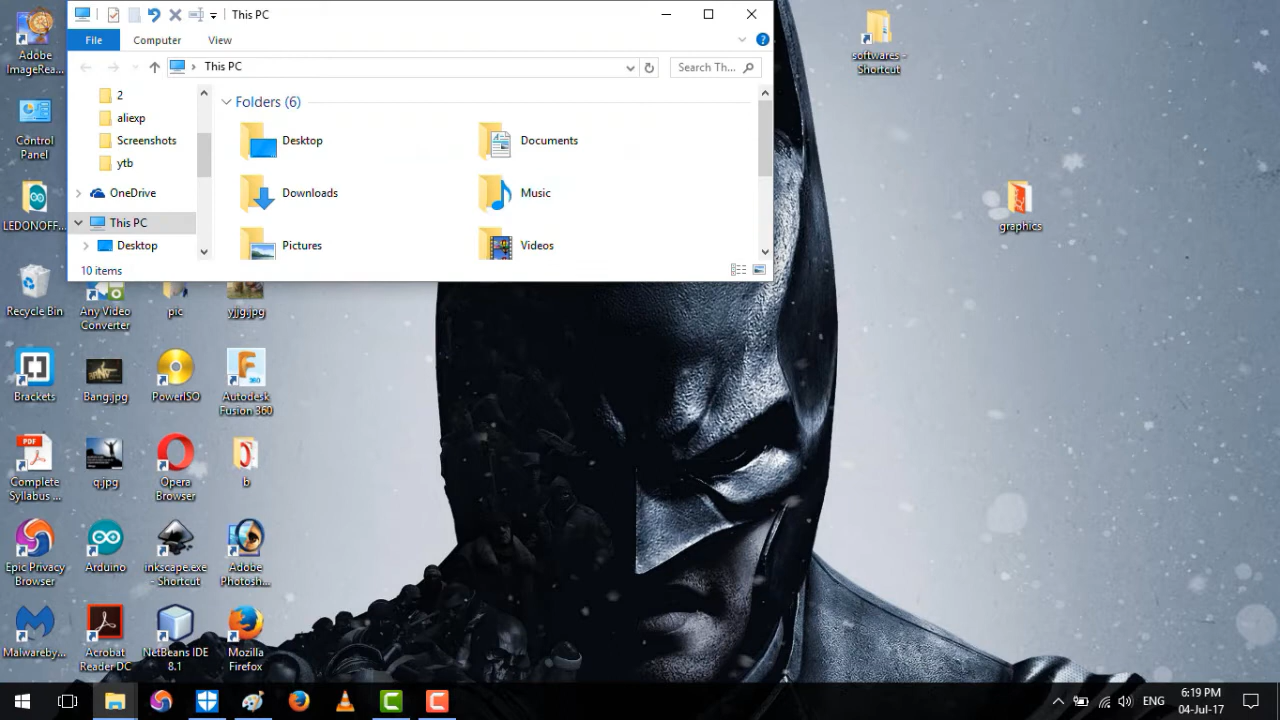 This PC
File
Computer
View
This PC
Search Th...
2
aliexp
Screenshots
ytb
OneDrive
This PC
Desktop
Folders (6)
Desktop
Documents
Downloads
Music
Pictures
Videos
10 items
Adobe
ImageRea...
Control
Panel
LEDONOFF...
Recycle Bin
Any Video
Converter
pic
yjjg.jpg
Brackets
Bang.jpg
PowerISO
Autodesk
Fusion 360
Complete
Syllabus ...
q.jpg
Opera
Browser
b
Epic Privacy
Browser
Arduino
inkscape.exe
- Shortcut
Adobe
Photosh...
Malwareby...
Acrobat
Reader DC
NetBeans IDE
8.1
Mozilla
Firefox
softwares -
Shortcut
graphics
ENG
6:19 PM
04-Jul-17